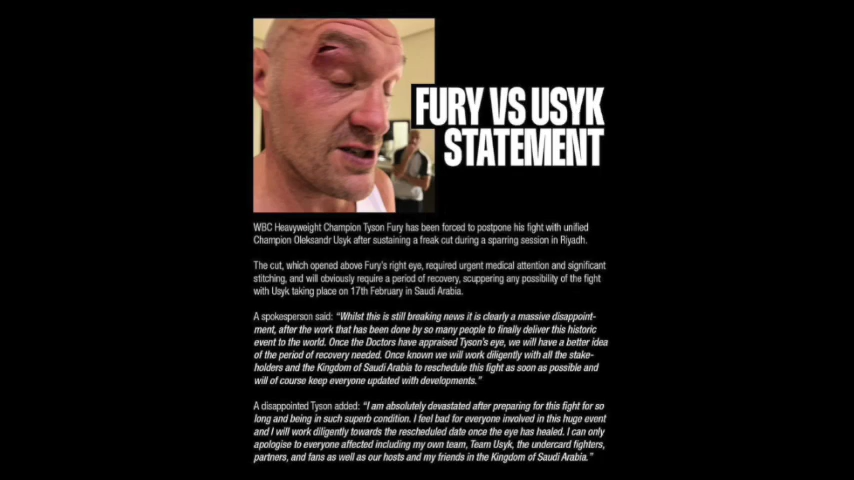 FURY VS USYK
STATEMENT
WBC Heavyweight Champion Tyson Fury has been forced to postpone his fight with unified
Champion Oleksandr Usyk after sustaining a freak cut during a sparring session in Riyadh.
The cut, which opened above Fury's right eye, required urgent medical attention and significant
stitching, and will obviously require a period of recovery, scuppering any possibility of the fight
with Usyk taking place on 17th February in Saudi Arabia.
A spokesperson said: "Whilst this is still breaking news it is clearly a massive disappoint-
ment, after the work that has been done by so many people to finally deliver this historic
event to the world. Once the Doctors have appraised Tyson's eye, we will have a better idea
of the period of recovery needed. Once known we will work diligently with all the stake-
holders and the Kingdom of Saudi Arabia to reschedule this fight as soon as possible and
will of course keep everyone updated with developments."
A disappointed Tyson added: "I am absolutely devastated after preparing for this fight for so
long and being in such superb condition. I feel bad for everyone involved in this huge event
and I will work diligently towards the rescheduled date once the eye has healed. I can only
apologise to everyone affected including my own team, Team Usyk, the undercard fighters,
partners, and fans as well as our hosts and my friends in the Kingdom of Saudi Arabia."